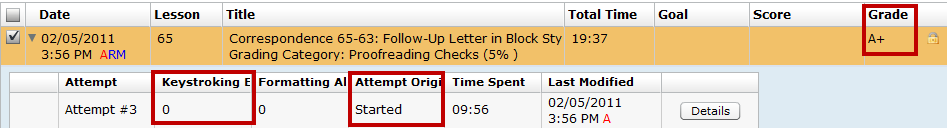 Date Lesson Title Total Time Goal Score Grade
02/05/2011 65 Correspondence 65-63: Follow-Up Letter in Block Sty 19:37 A+
3:56 PM ARM Grading Category: Proofreading Checks (5% )
Attempt Keystroking E Formatting Al Attempt Origi Time Spent Last Modified
Attempt #3 0 0 Started 09:56 02/05/2011 Details
3:56 PM A